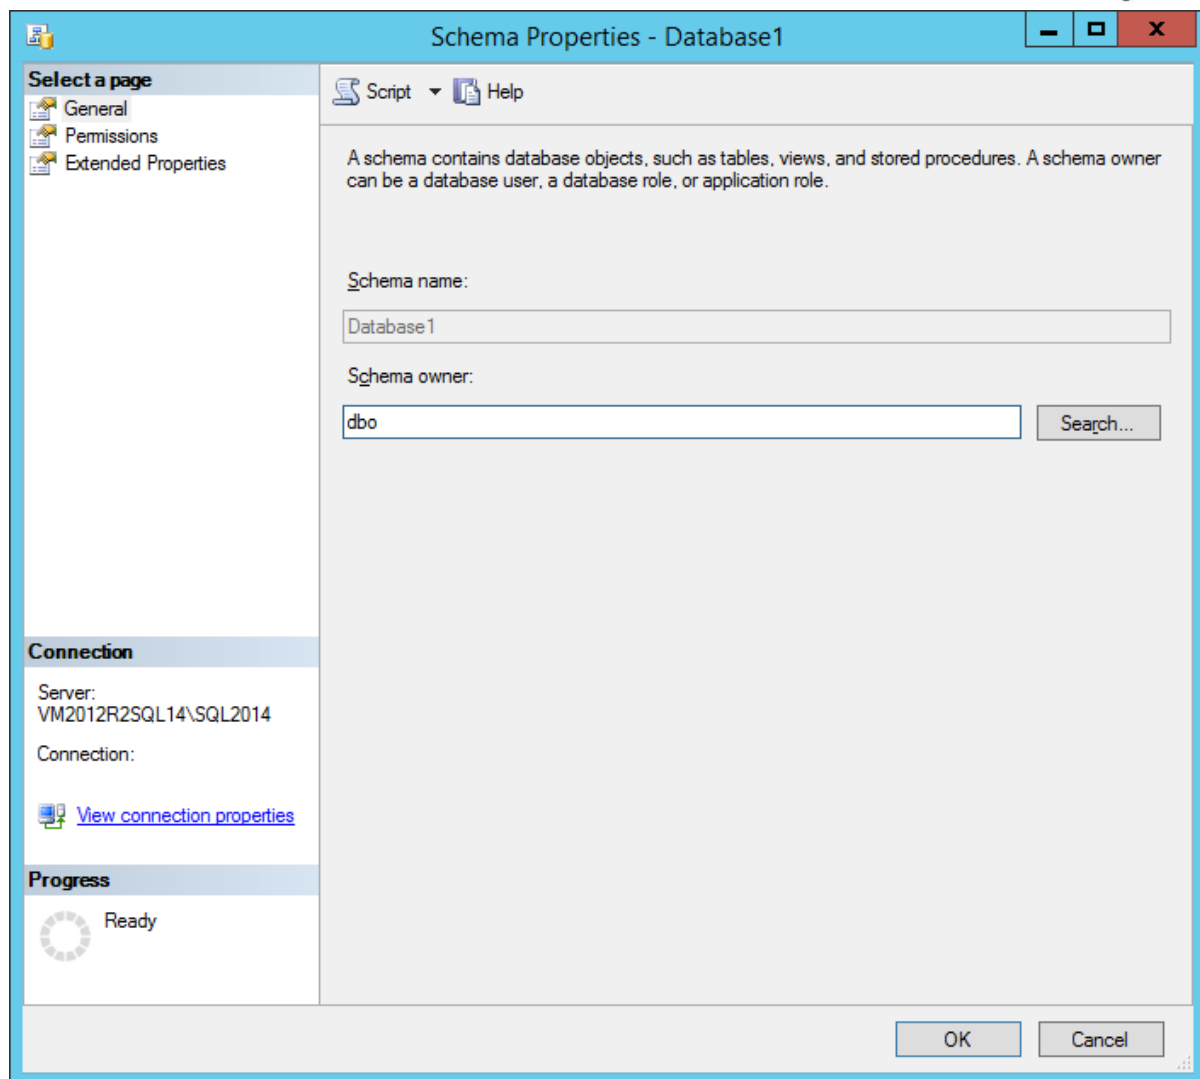 Schema Properties - Database1
Select a page
General
Permissions
Extended Properties
Script
Help
A schema contains database objects, such as tables, views, and stored procedures. A schema owner
can be a database user, a database role, or application role.
Schema name:
Database1
Schema owner:
dbo
Search...
Connection
Server:
VM2012R2SQL14\SQL2014
Connection:
View connection properties
Progress
Ready
OK
Cancel